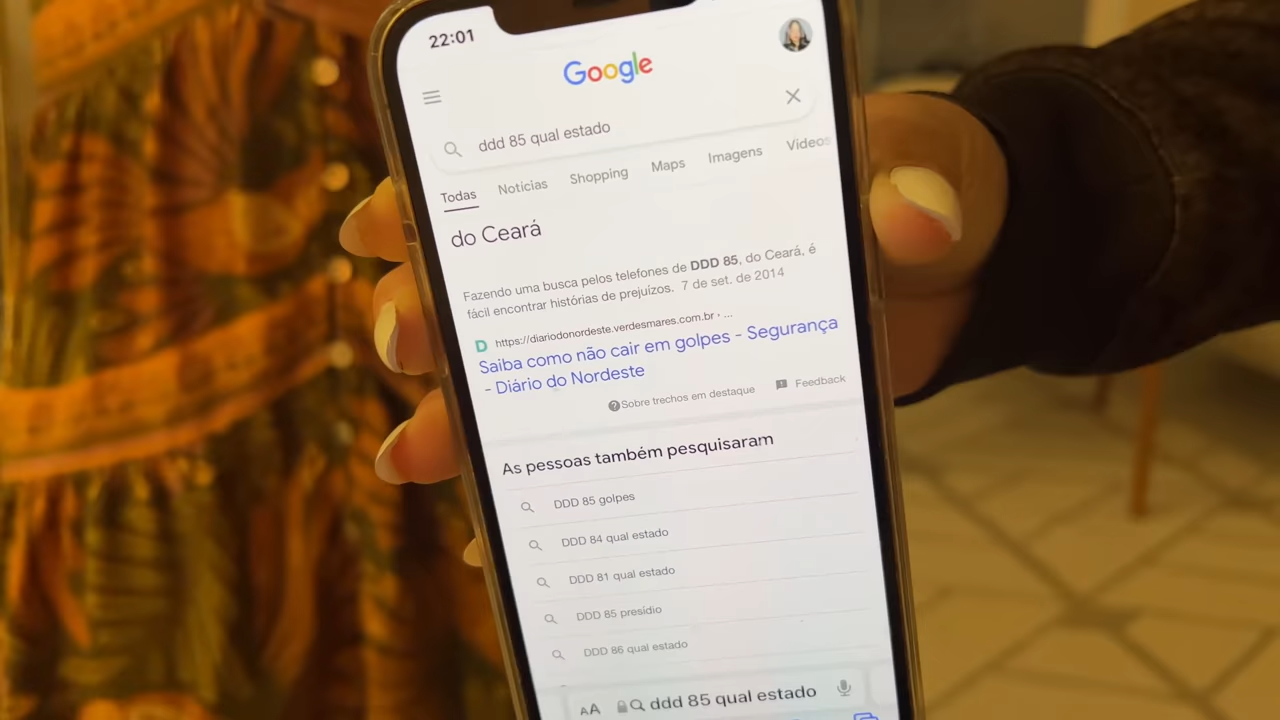 22:01
Google
ddd 85 qual estado
Todas Notícias Shopping Maps Imagens Vídeos
do Ceará
Fazendo uma busca pelos telefones de DDD 85, do Ceará, é
fácil encontrar histórias de prejuízos. 7 de set. de 2014
D https://diariodonordeste.verdesmares.com.br › ...
Saiba como não cair em golpes - Segurança
- Diário do Nordeste
Sobre trechos em destaque Feedback
As pessoas também pesquisaram
DDD 85 golpes
DDD 84 qual estado
DDD 81 qual estado
DDD 85 presídio
DDD 86 qual estado
AA ddd 85 qual estado